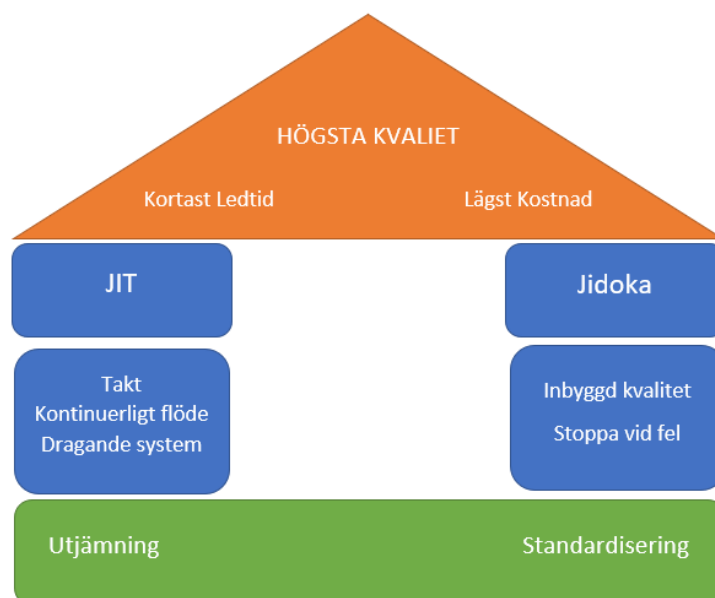 HÖGSTA KVALIET
Kortast Ledtid
Lägst Kostnad
JIT
Jidoka
Takt
Kontinuerligt flöde
Dragande system
Inbyggd kvalitet
Stoppa vid fel
Utjämning
Standardisering